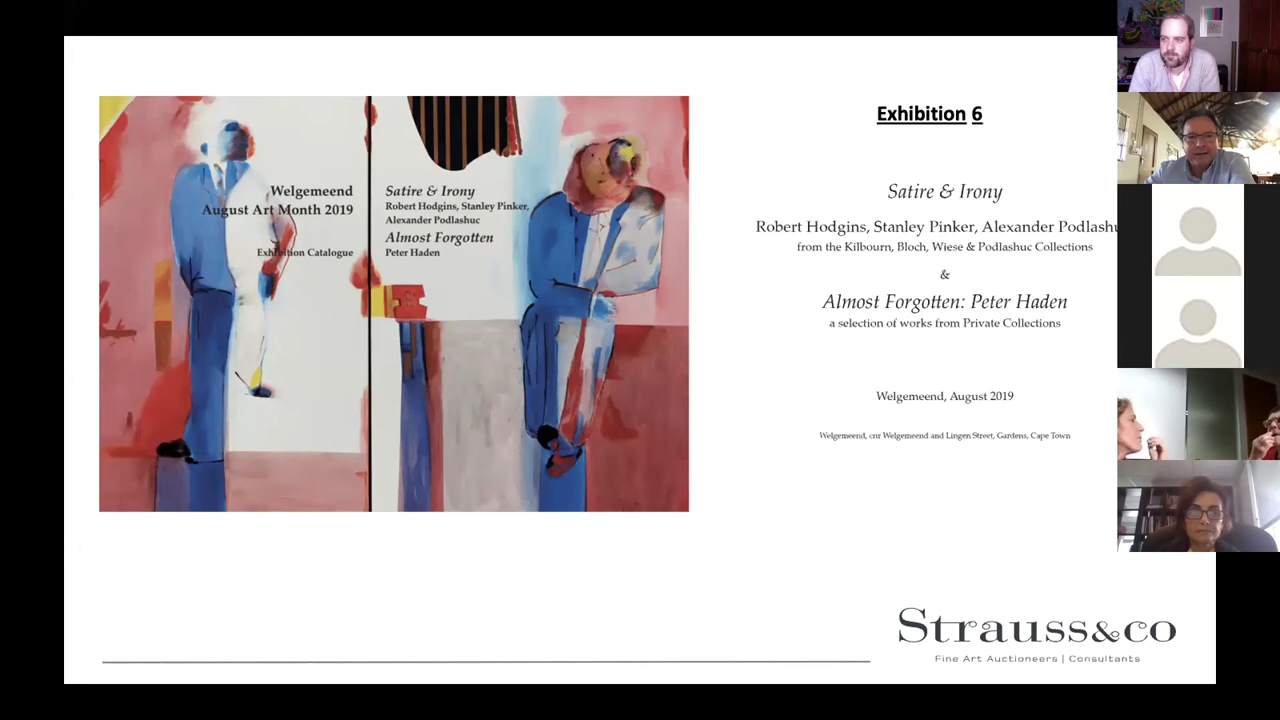 Welgemeend
August Art Month 2019
Exhibition Catalogue
Satire & Irony
Robert Hodgins, Stanley Pinker,
Alexander Podlashuc
Almost Forgotten
Peter Haden
Exhibition 6
Satire & Irony
Robert Hodgins, Stanley Pinker, Alexander Podlashu
from the Kilbourn, Bloch, Wiese & Podlashuc Collections
&
Almost Forgotten: Peter Haden
a selection of works from Private Collections
Welgemeend, August 2019
Welgemeend, cnr Welgemeend and Lingen Street, Gardens, Cape Town
Strauss&co
Fine Art Auctioneers | Consultants